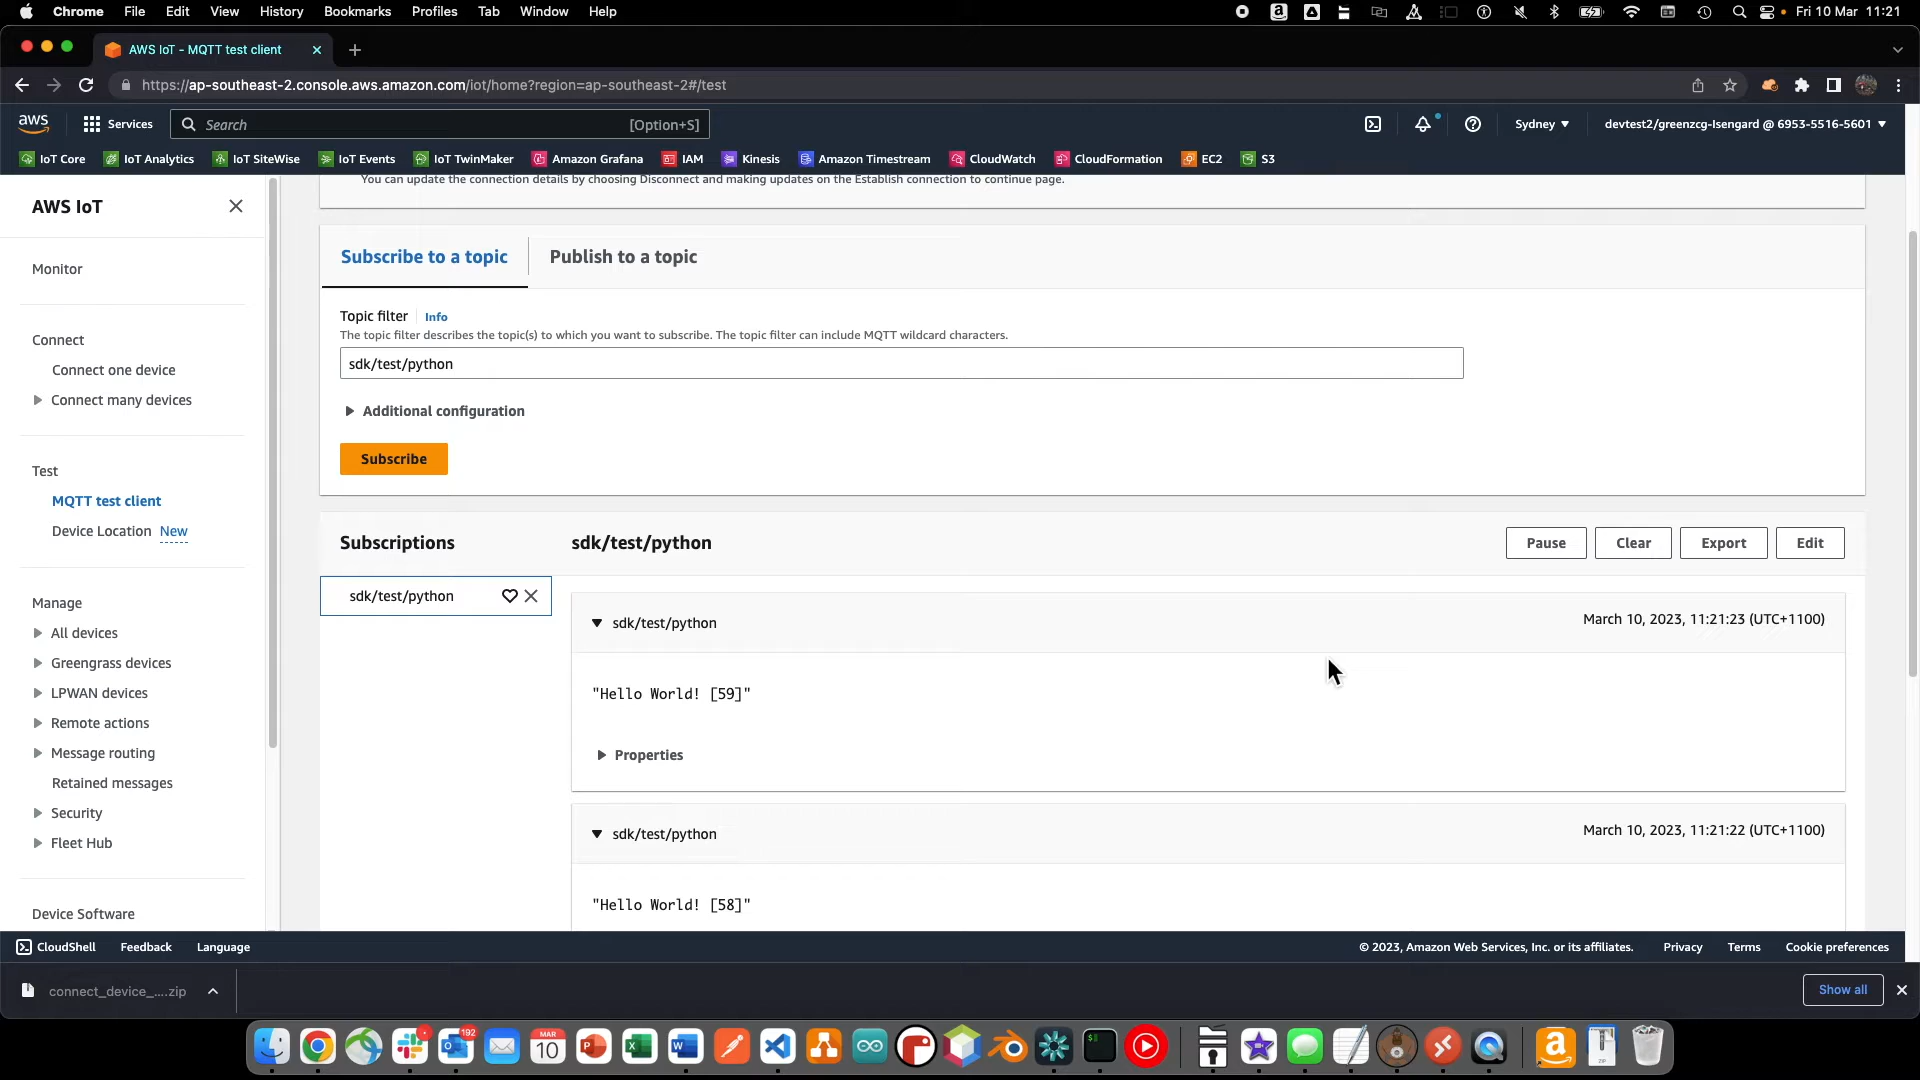 Chrome File Edit View History Bookmarks Profiles Tab Window Help Fri 10 Mar 11:21
AWS IoT - MQTT test client
https://ap-southeast-2.console.aws.amazon.com/iot/home?region=ap-southeast-2#/test
aws Services Search [Option+S] Sydney devtest2/greenzcg-Isengard @ 6953-5516-5601
IoT Core IoT Analytics IoT SiteWise IoT Events IoT TwinMaker Amazon Grafana IAM Kinesis Amazon Timestream CloudWatch CloudFormation EC2 S3
You can update the connection details by choosing Disconnect and making updates on the Establish connection to continue page.
AWS IoT
Monitor
Connect
Connect one device
Connect many devices
Test
MQTT test client
Device Location New
Manage
All devices
Greengrass devices
LPWAN devices
Remote actions
Message routing
Retained messages
Security
Fleet Hub
Device Software
Subscribe to a topic Publish to a topic
Topic filter Info
The topic filter describes the topic(s) to which you want to subscribe. The topic filter can include MQTT wildcard characters.
sdk/test/python
Additional configuration
Subscribe
Subscriptions sdk/test/python Pause Clear Export Edit
sdk/test/python
sdk/test/python March 10, 2023, 11:21:23 (UTC+1100)
"Hello World! [59]"
Properties
sdk/test/python March 10, 2023, 11:21:22 (UTC+1100)
"Hello World! [58]"
CloudShell Feedback Language © 2023, Amazon Web Services, Inc. or its affiliates. Privacy Terms Cookie preferences
connect_device_....zip Show all
192
MAR
10